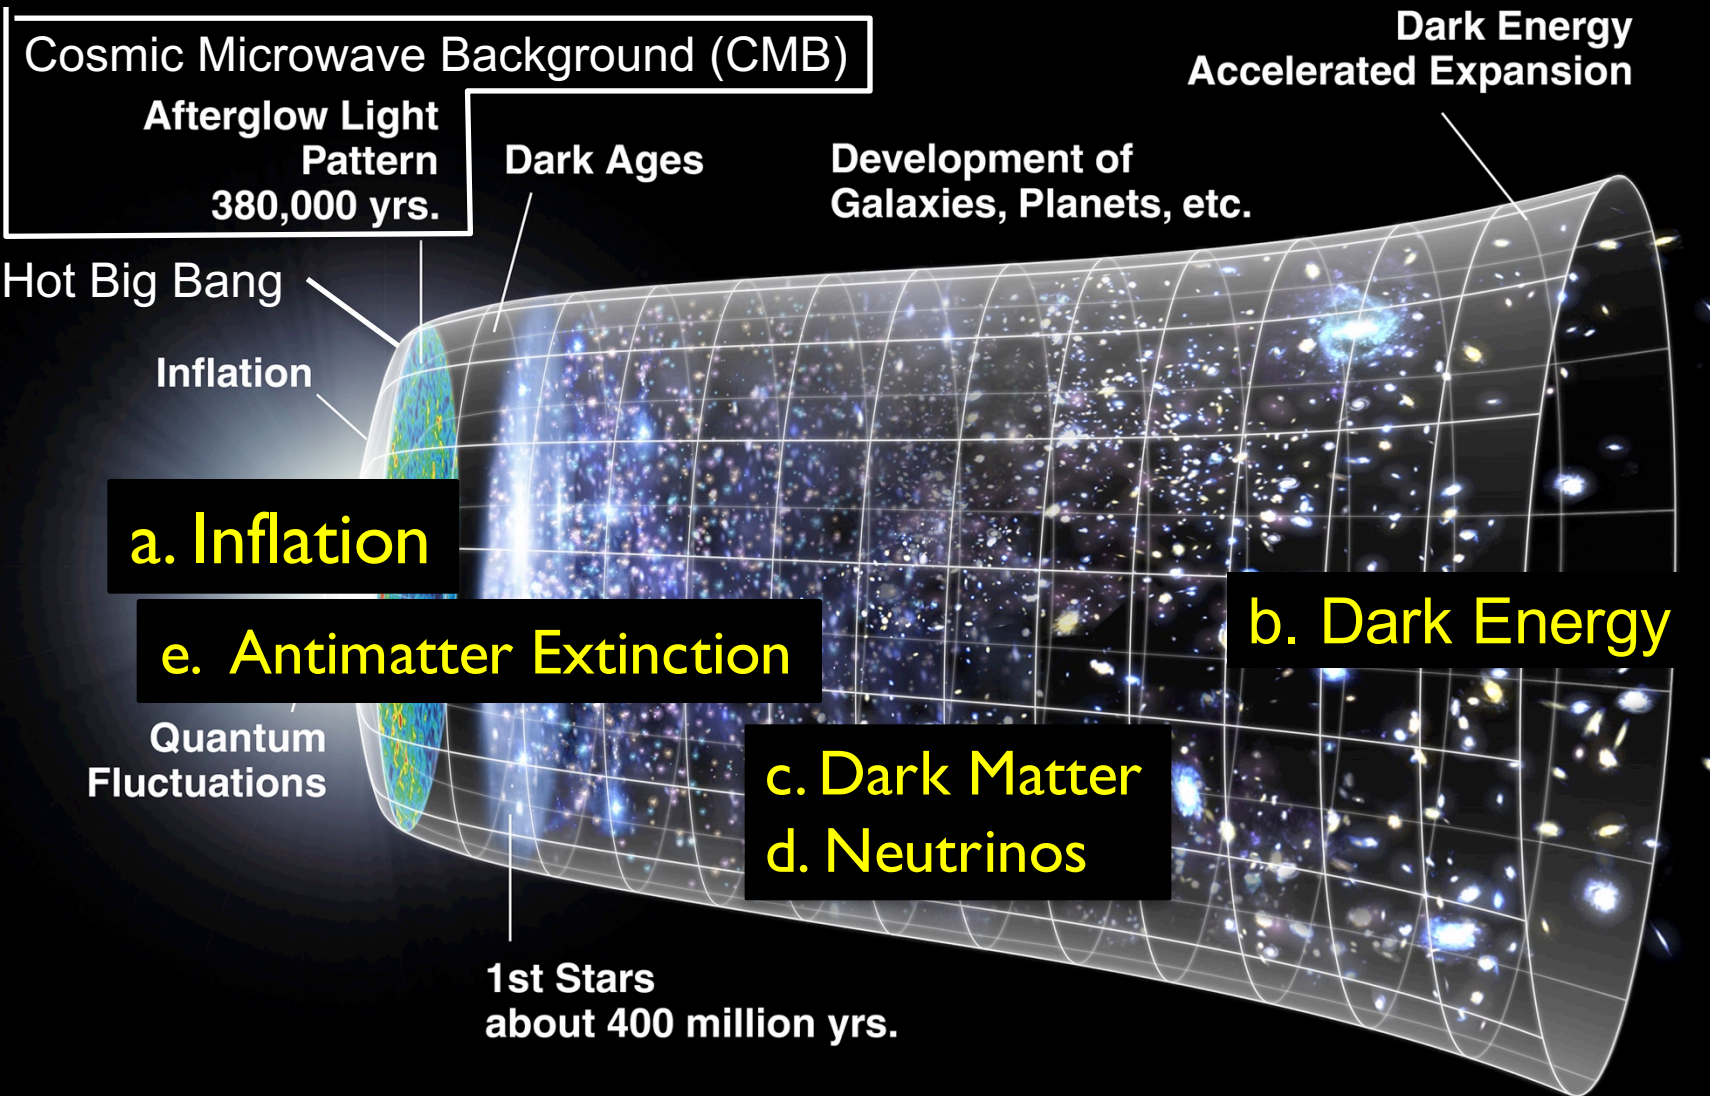 Cosmic Microwave Background (CMB)
Afterglow Light
Pattern
380,000 yrs.
Dark Ages
Development of
Galaxies, Planets, etc.
Dark Energy
Accelerated Expansion
Hot Big Bang
Inflation
a. Inflation
e. Antimatter Extinction
b. Dark Energy
Quantum
Fluctuations
c. Dark Matter
d. Neutrinos
1st Stars
about 400 million yrs.